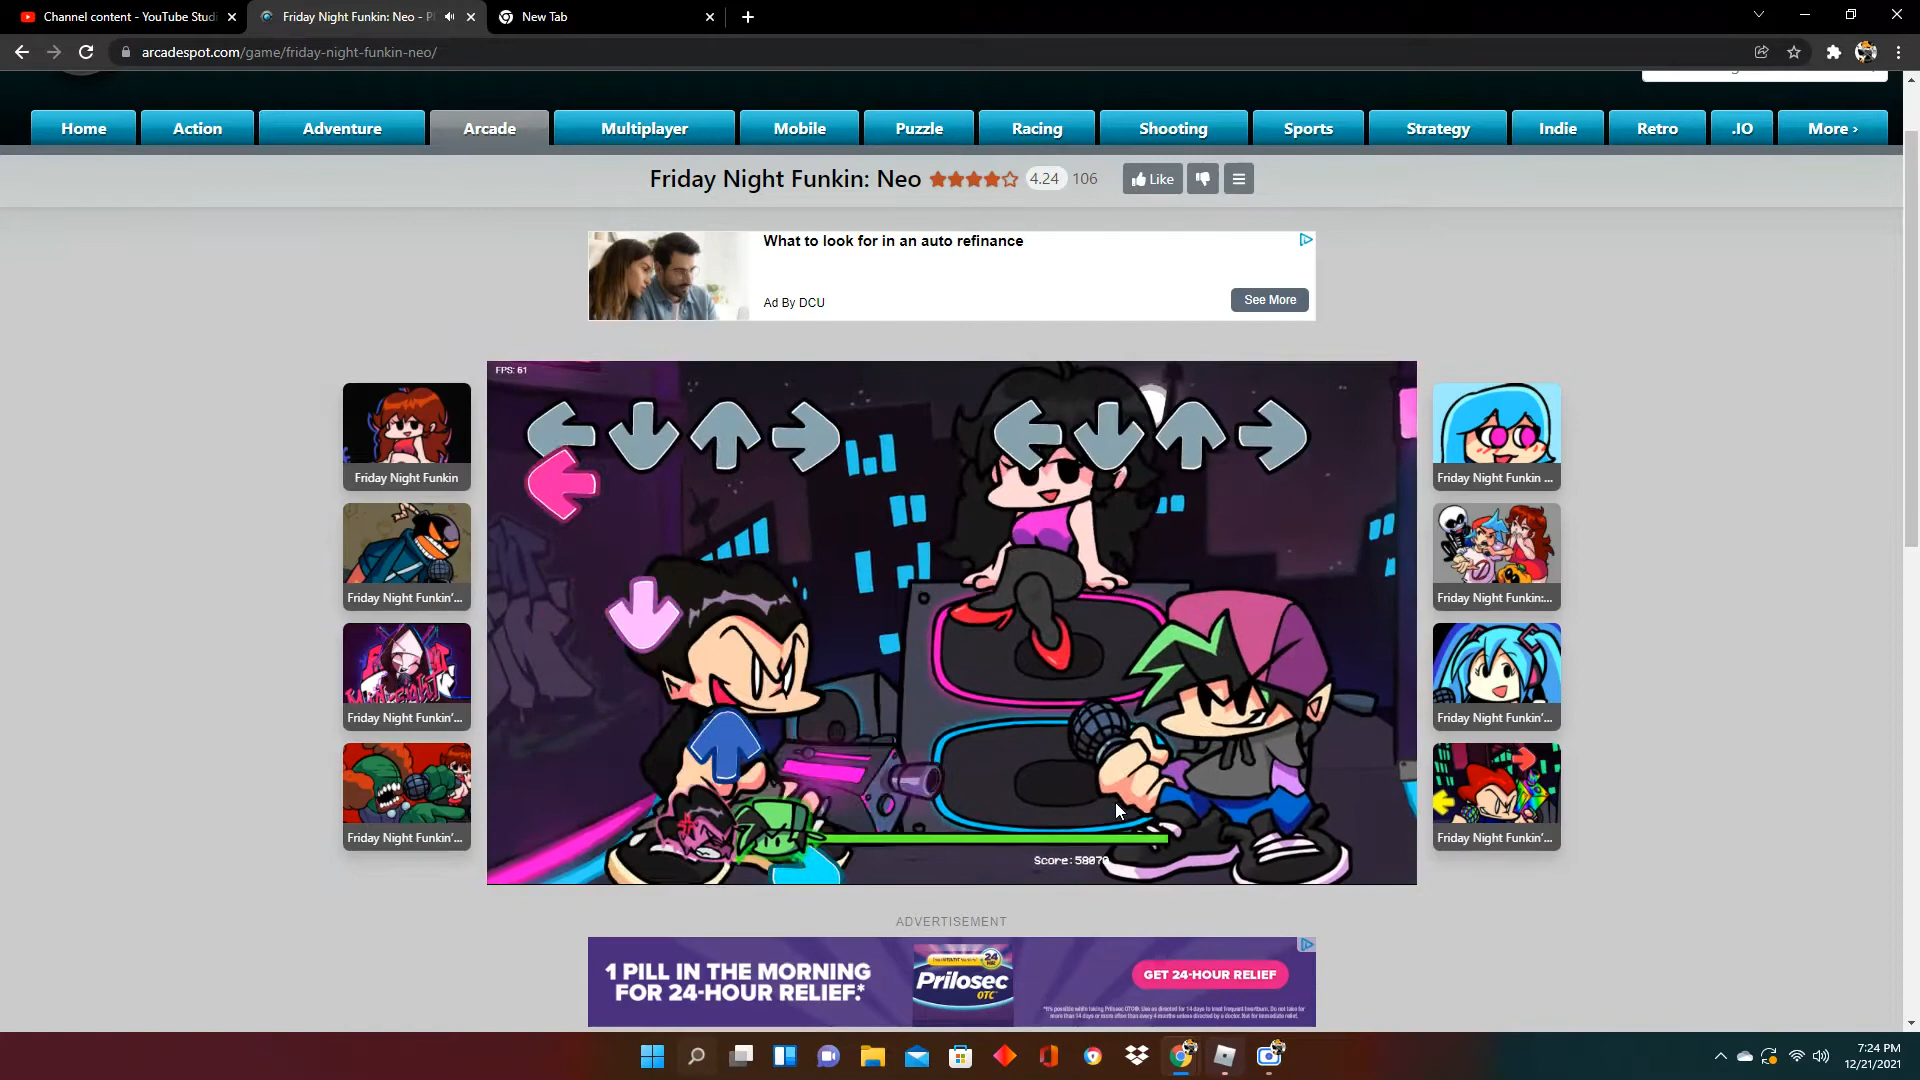 Channel content - YouTube Studi
Friday Night Funkin: Neo - P
New Tab
arcadespot.com/game/friday-night-funkin-neo/
Home
Action
Adventure
Arcade
Multiplayer
Mobile
Puzzle
Racing
Shooting
Sports
Strategy
Indie
Retro
.IO
More ›
Friday Night Funkin: Neo
4.24
106
Like
What to look for in an auto refinance
Ad By DCU
See More
FPS: 61
Friday Night Funkin
Friday Night Funkin'...
Friday Night Funkin'...
Friday Night Funkin'...
Friday Night Funkin ...
Friday Night Funkin:...
Friday Night Funkin'...
Friday Night Funkin'...
Score:58070
ADVERTISEMENT
1 PILL IN THE MORNING
FOR 24-HOUR RELIEF.*
24 HR
Prilosec
OTC
GET 24-HOUR RELIEF
7:24 PM
12/21/2021